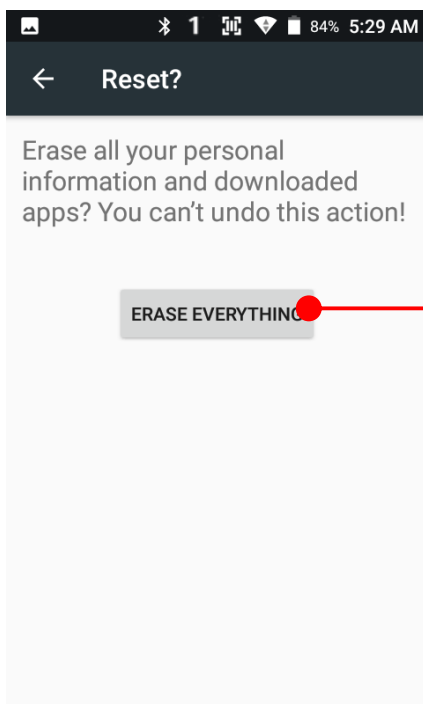 1 84% 5:29 AM
Reset?
Erase all your personal
information and downloaded
apps? You can't undo this action!
ERASE EVERYTHING